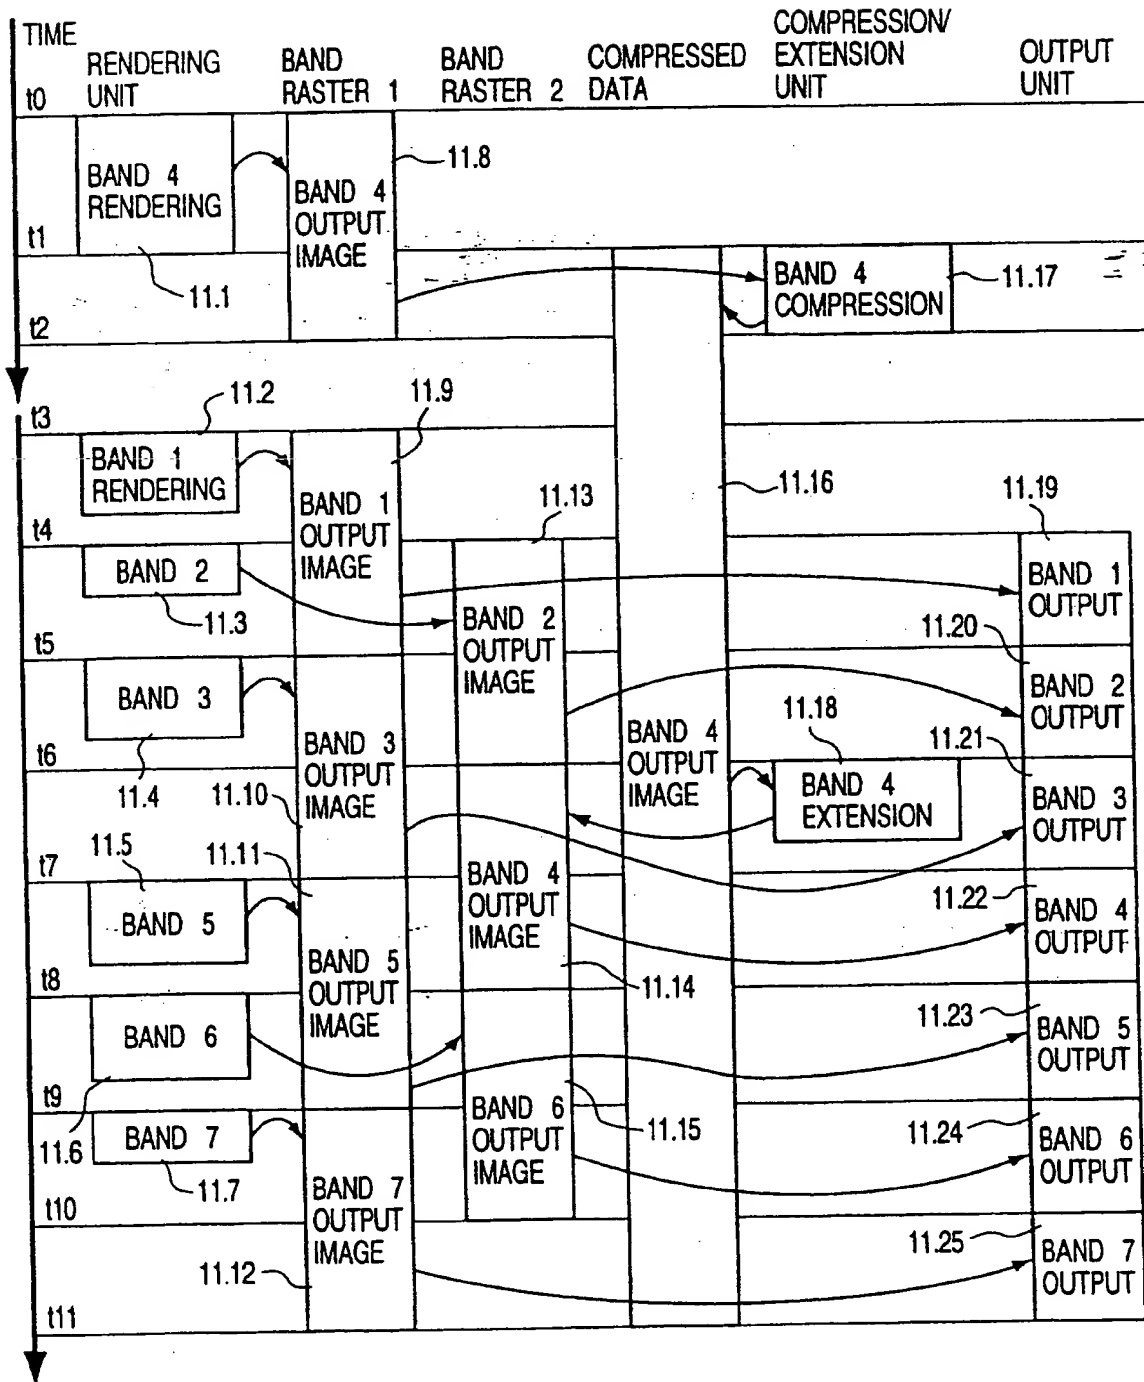 TIME
RENDERING
UNIT
BAND
RASTER 1
BAND
RASTER 2
COMPRESSED
DATA
COMPRESSION/
EXTENSION
UNIT
OUTPUT
UNIT
t0
BAND 4
RENDERING
BAND 4
OUTPUT
IMAGE
11.8
t1
11.1
BAND 4
COMPRESSION
11.17
t2
t3
11.2
11.9
BAND 1
RENDERING
BAND 1
OUTPUT
IMAGE
11.13
11.16
11.19
t4
BAND 2
11.3
BAND 2
OUTPUT
IMAGE
BAND 1
OUTPUT
11.20
t5
BAND 3
11.4
BAND 3
OUTPUT
IMAGE
11.10
BAND 4
OUTPUT
IMAGE
11.18
BAND 2
OUTPUT
11.21
t6
BAND 4
EXTENSION
BAND 3
OUTPUT
t7
11.5
11.11
BAND 5
BAND 5
OUTPUT
IMAGE
BAND 4
OUTPUT
IMAGE
11.14
11.22
BAND 4
OUTPUT
t8
BAND 6
11.6
11.23
BAND 5
OUTPUT
t9
BAND 7
11.7
BAND 6
OUTPUT
IMAGE
11.15
11.24
BAND 6
OUTPUT
t10
BAND 7
OUTPUT
IMAGE
11.12
11.25
BAND 7
OUTPUT
t11